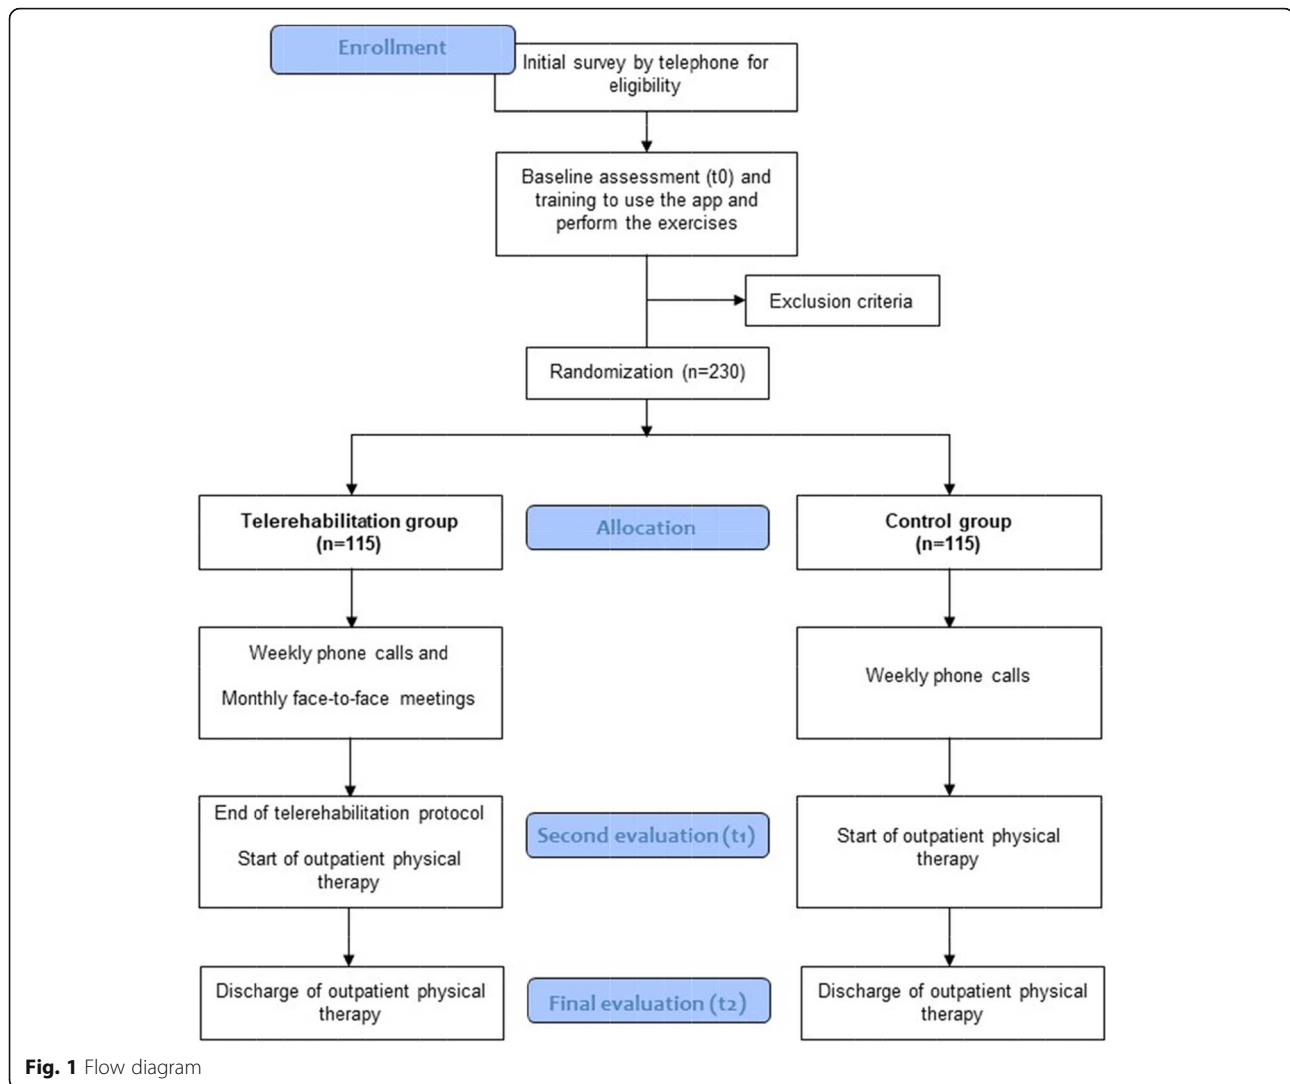 Enrollment
Initial survey by telephone for
eligibility
Baseline assessment (t0) and
training to use the app and
perform the exercises
Exclusion criteria
Randomization (n=230)
Telerehabilitation group
(n=115)
Allocation
Control group
(n=115)
Weekly phone calls and
Monthly face-to-face meetings
Weekly phone calls
End of telerehabilitation protocol
Start of outpatient physical
therapy
Second evaluation (t1)
Start of outpatient physical
therapy
Discharge of outpatient physical
therapy
Final evaluation (t2)
Discharge of outpatient physical
therapy
Fig. 1 Flow diagram